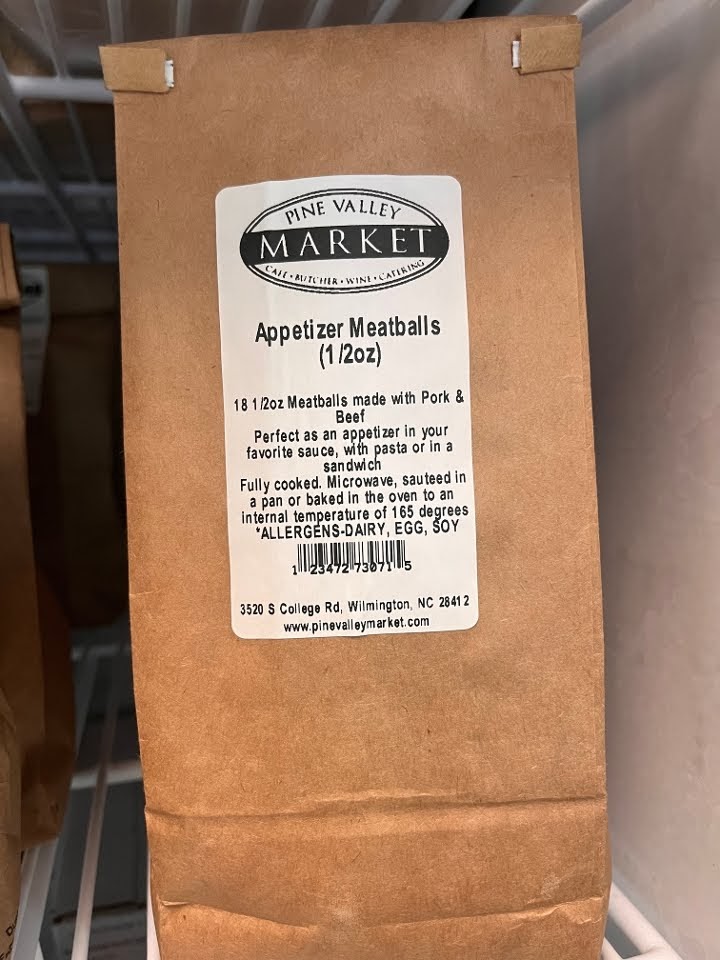 PINE VALLEY
MARKET
CAFE • BUTCHER • WINE • CATERING
Appetizer Meatballs
(1/2oz)
18 1/2oz Meatballs made with Pork &
Beef
Perfect as an appetizer in your
favorite sauce, with pasta or in a
sandwich
Fully cooked. Microwave, sauteed in
a pan or baked in the oven to an
internal temperature of 165 degrees
*ALLERGENS-DAIRY, EGG, SOY
1 23472 73071 5
3520 S College Rd, Wilmington, NC 28412
www.pinevalleymarket.com